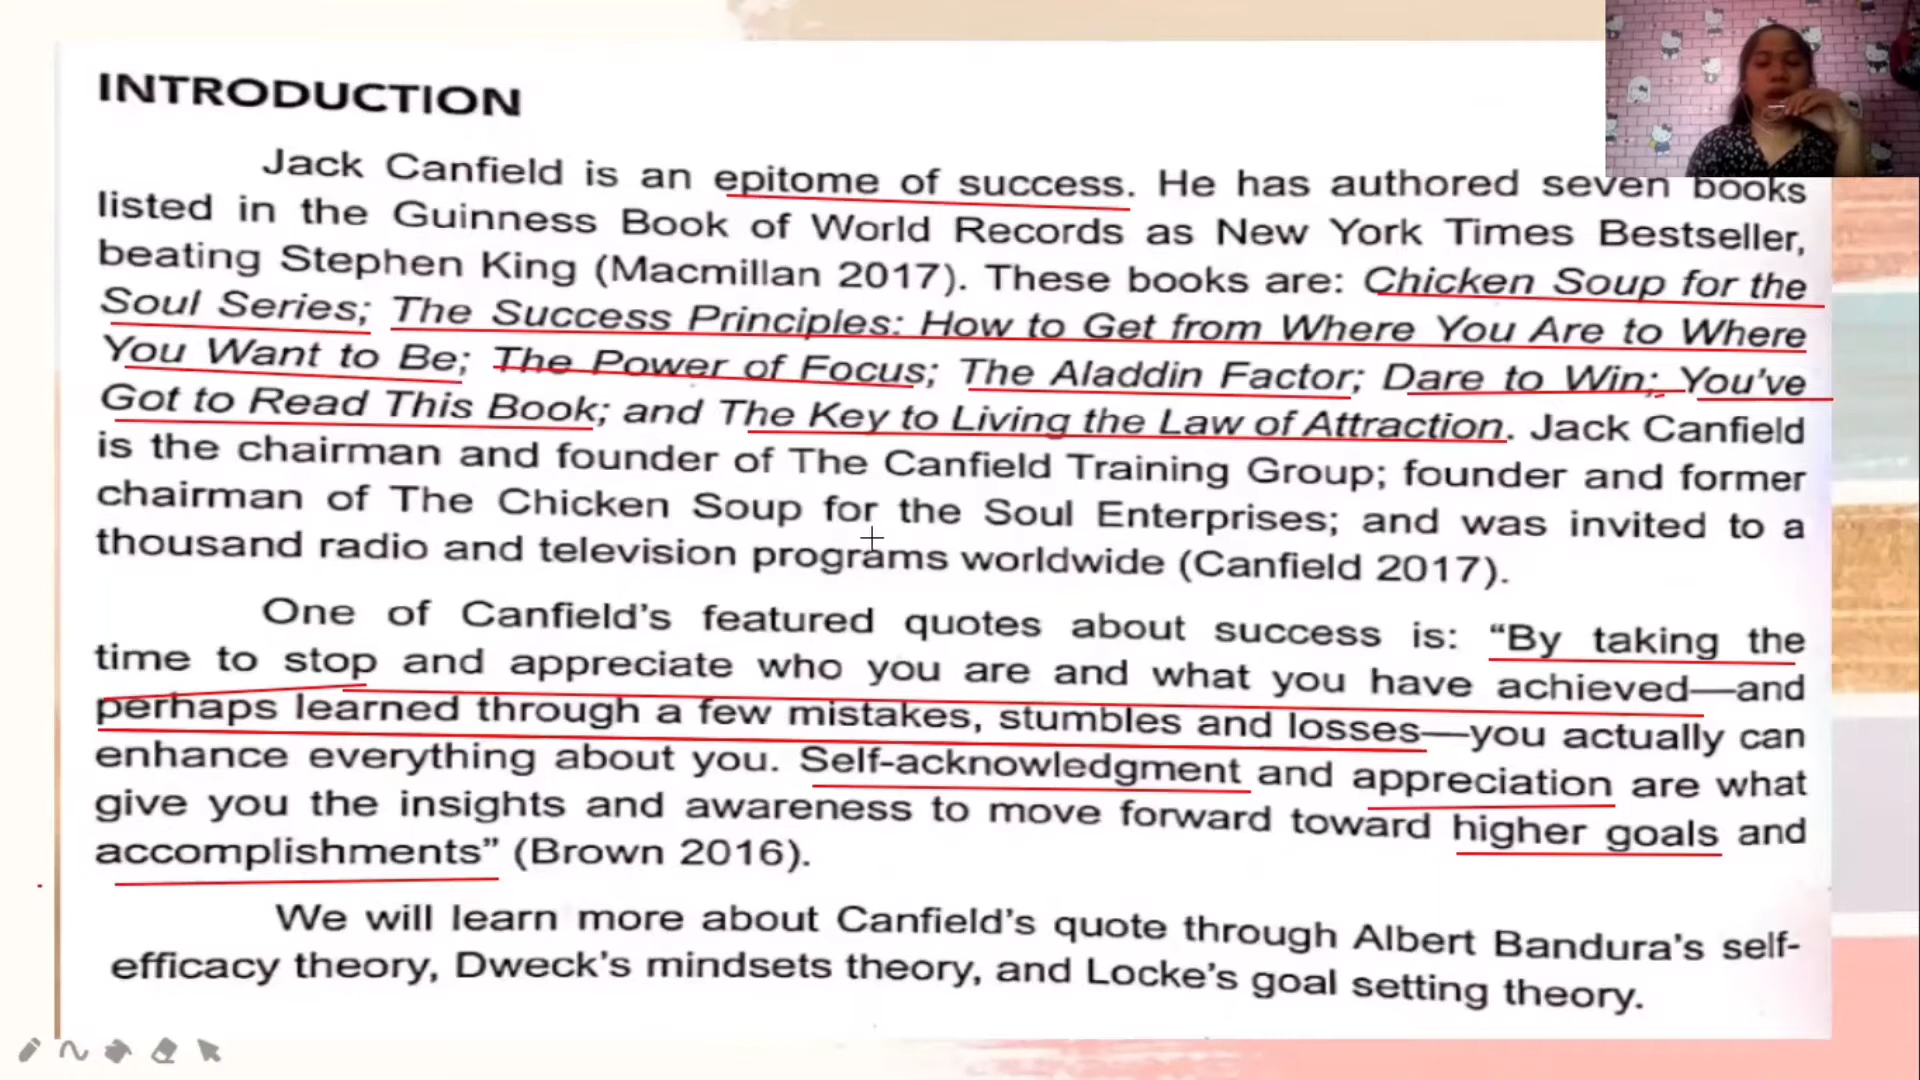 INTRODUCTION
Jack Canfield is an epitome of success. He has authored seven books
listed in the Guinness Book of World Records as New York Times Bestseller,
beating Stephen King (Macmillan 2017). These books are: Chicken Soup for the
Soul Series; The Success Principles: How to Get from Where You Are to Where
You Want to Be; The Power of Focus; The Aladdin Factor; Dare to Win; You've
Got to Read This Book; and The Key to Living the Law of Attraction. Jack Canfield
is the chairman and founder of The Canfield Training Group; founder and former
chairman of The Chicken Soup for the Soul Enterprises; and was invited to a
thousand radio and television programs worldwide (Canfield 2017).
One of Canfield's featured quotes about success is: “By taking the
time to stop and appreciate who you are and what you have achieved—and
perhaps learned through a few mistakes, stumbles and losses—you actually can
enhance everything about you. Self-acknowledgment and appreciation are what
give you the insights and awareness to move forward toward higher goals and
accomplishments” (Brown 2016).
We will learn more about Canfield's quote through Albert Bandura's self-
efficacy theory, Dweck's mindsets theory, and Locke's goal setting theory.